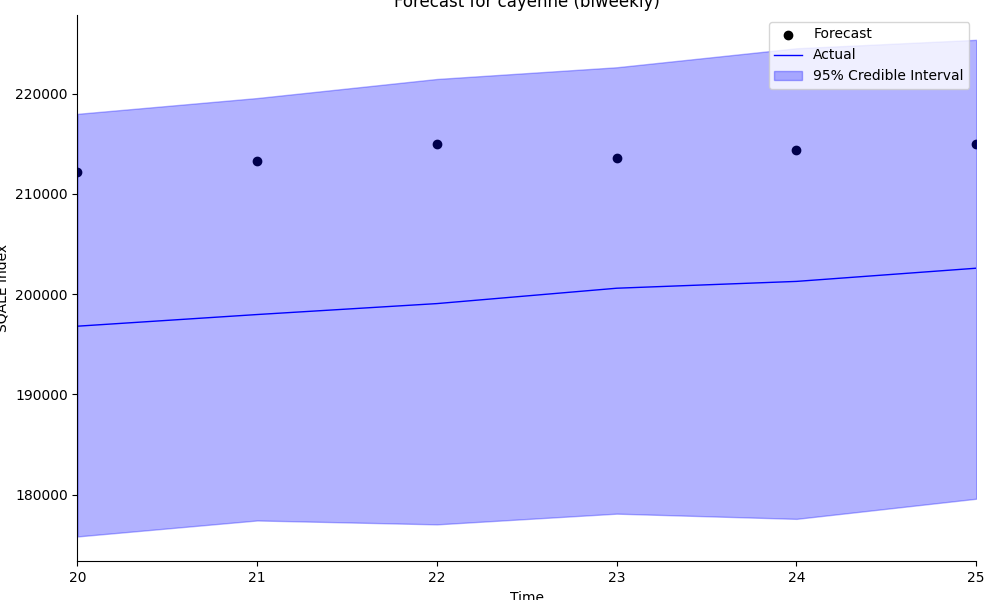 Forecast for cayenne (biweekly)
Forecast
Actual
95% Credible Interval
220000
210000
200000
190000
180000
SQALE Index
20
21
22
23
24
25
Time